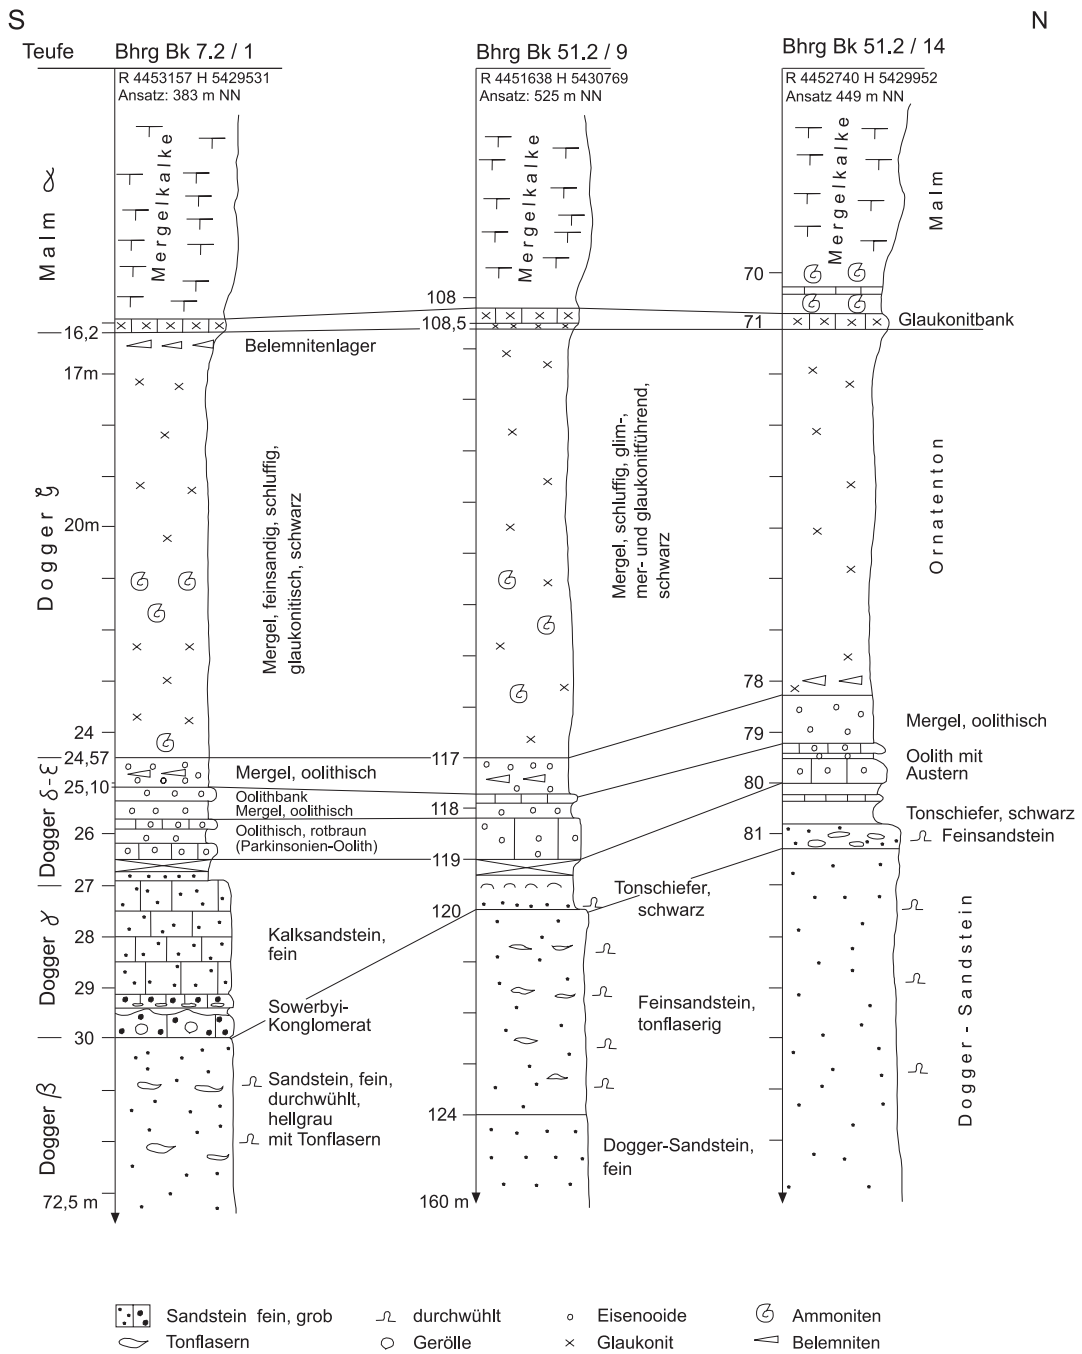 S
N
Teufe
Bhrg Bk 7.2 / 1
Bhrg Bk 51.2 / 9
Bhrg Bk 51.2 / 14
R 4453157 H 5429531
Ansatz: 383 m NN
R 4451638 H 5430769
Ansatz: 525 m NN
R 4452740 H 5429952
Ansatz 449 m NN
Malm α
Mergelkalke
Mergelkalke
Mergelkalke
Malm
16,2
17m
20m
24
24,57
25,10
26
27
28
29
30
72,5 m
Belemnitenlager
Dogger ζ
Mergel, feinsandig, schluffig,
glaukonitisch, schwarz
Dogger δ-ε
Mergel, oolithisch
Oolithbank
Mergel, oolithisch
Oolithisch, rotbraun
(Parkinsonien-Oolith)
Dogger γ
Kalksandstein,
fein
Sowerbyi-
Konglomerat
Dogger β
Sandstein, fein,
durchwühlt,
hellgrau
mit Tonflasern
108
108,5
117
118
119
120
124
160 m
Mergel, schluffig, glim-,
mer- und glaukonitführend,
schwarz
Tonschiefer,
schwarz
Feinsandstein,
tonflaserig
Dogger-Sandstein,
fein
70
71
78
79
80
81
Glaukonitbank
Ornatenton
Mergel, oolithisch
Oolith mit
Austern
Tonschiefer, schwarz
Feinsandstein
Dogger - Sandstein
Sandstein fein, grob
durchwühlt
Eisenooide
Ammoniten
Tonflasern
Gerölle
Glaukonit
Belemniten